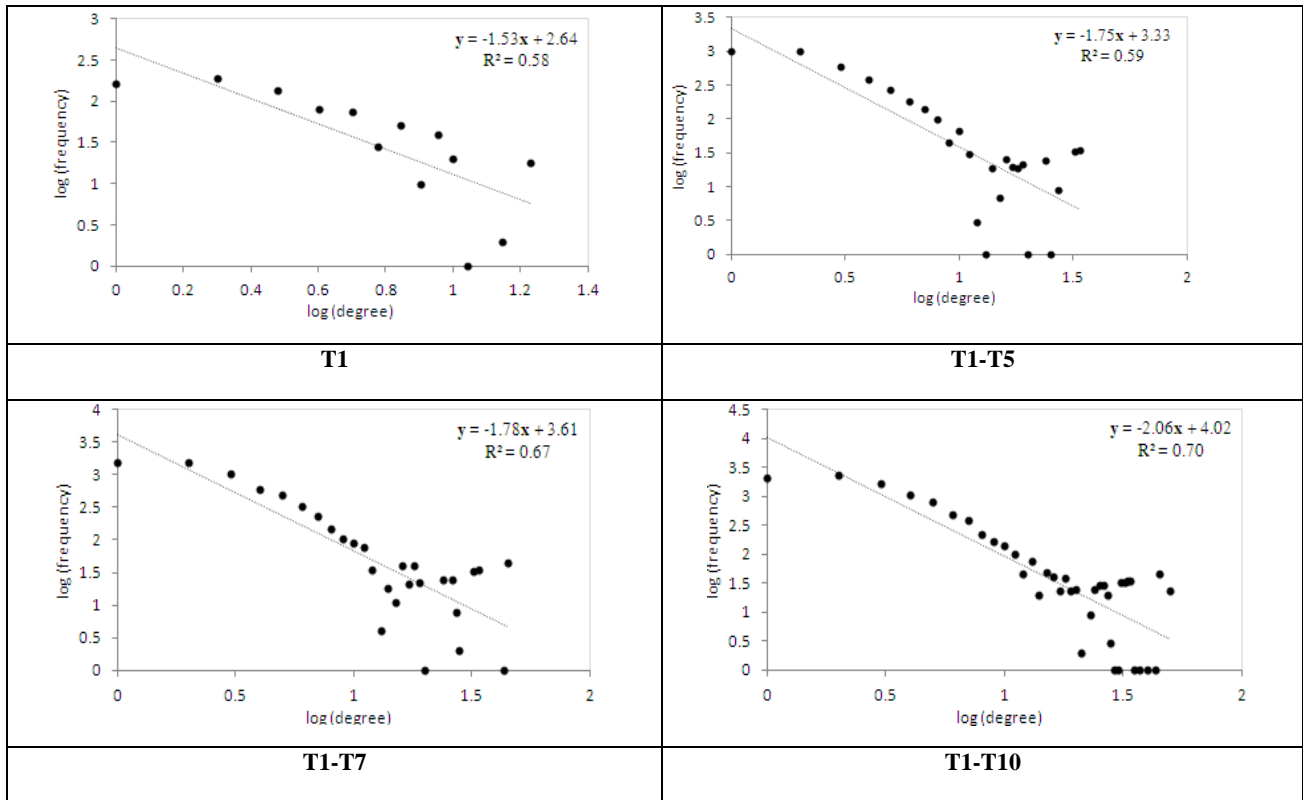 y = -1.53x + 2.64
R² = 0.58
3
2.5
2
1.5
1
0.5
0
log (frequency)
0 0.2 0.4 0.6 0.8 1 1.2 1.4
log (degree)
T1
y = -1.75x + 3.33
R² = 0.59
3.5
3
2.5
2
1.5
1
0.5
0
log (frequency)
0 0.5 1 1.5 2
log (degree)
T1-T5
y = -1.78x + 3.61
R² = 0.67
4
3.5
3
2.5
2
1.5
1
0.5
0
log (frequency)
0 0.5 1 1.5 2
log (degree)
T1-T7
y = -2.06x + 4.02
R² = 0.70
4.5
4
3.5
3
2.5
2
1.5
1
0.5
0
log (frequency)
0 0.5 1 1.5 2
log (degree)
T1-T10